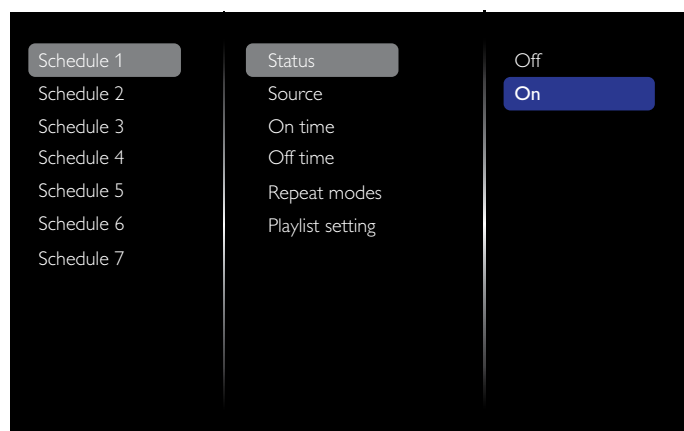 Schedule 1
Schedule 2
Schedule 3
Schedule 4
Schedule 5
Schedule 6
Schedule 7
Status
Source
On time
Off time
Repeat modes
Playlist setting
Off
On